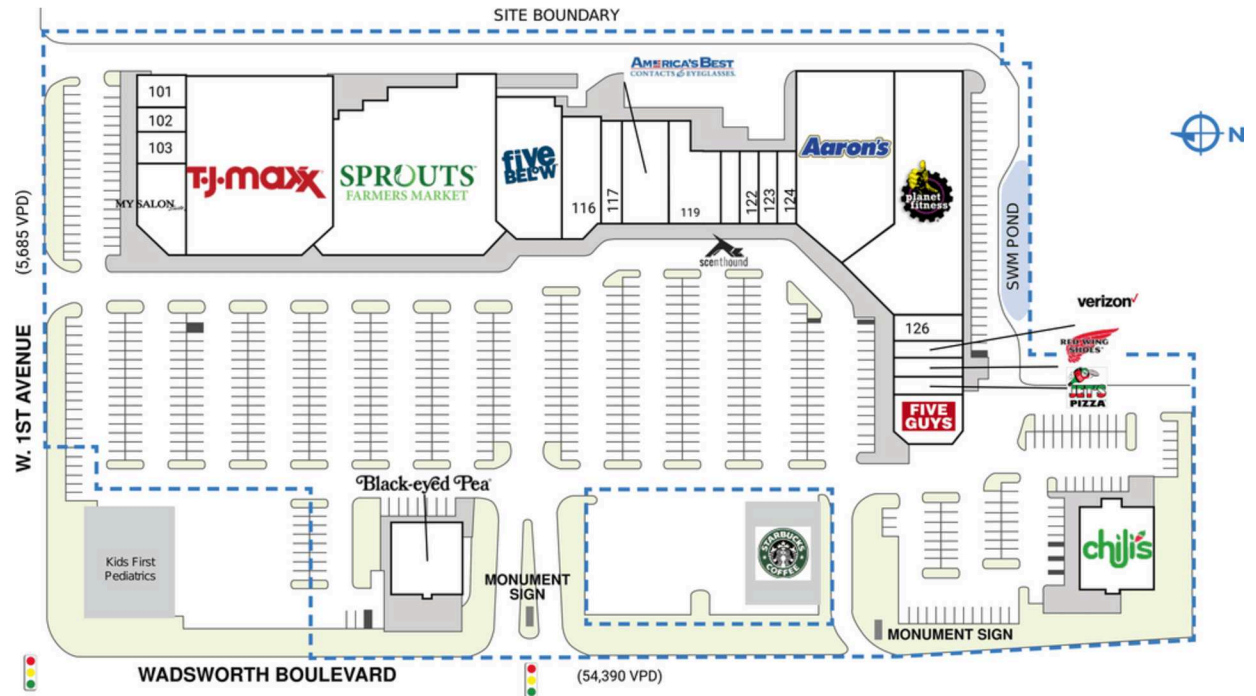 SITE BOUNDARY
AMERICA'S BEST
CONTACTS & EYEGLASSES.
101
102
103
MY SALON
Suite
T·J·maxx
SPROUTS
FARMERS MARKET
five
BEL°W
116
117
119
122
123
124
Aaron's
planet
fitness
N
scenthound
SWM POND
(5,685 VPD)
W. 1ST AVENUE
verizon✓
126
RED WING
SHOES
JET'S
PIZZA
FIVE
GUYS
Black-eyed Pea
Kids First
Pediatrics
MONUMENT
SIGN
STARBUCKS
COFFEE
chili's
MONUMENT SIGN
WADSWORTH BOULEVARD
(54,390 VPD)